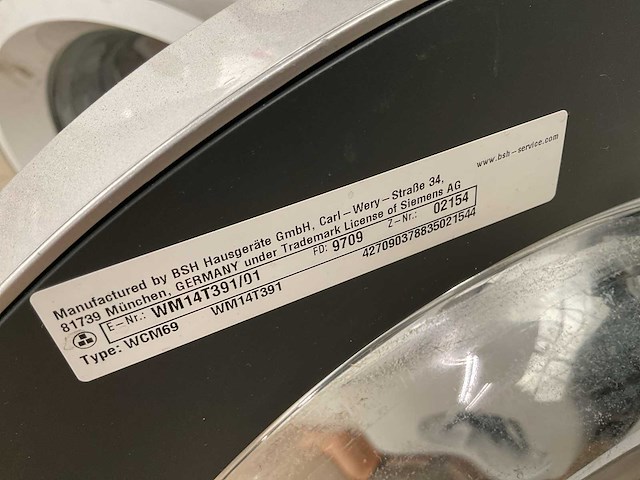 www.bsh-service.com
Manufactured by BSH Hausgeräte GmbH, Carl-Wery-Straße 34,
81739 München, GERMANY under Trademark License of Siemens AG
E-Nr.: WM14T391/01 FD: 9709 Z-Nr.: 02154
Type: WCM69 WM14T391 427090378835021544